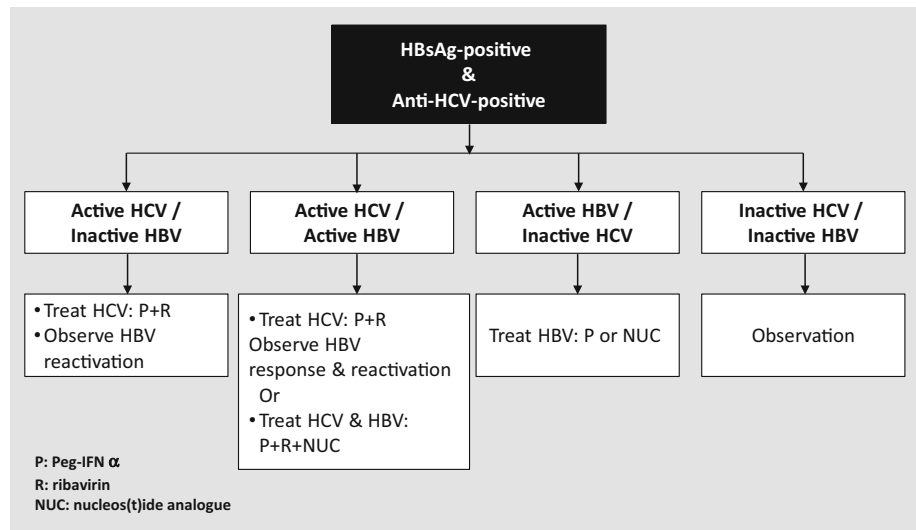 HBsAg-positive
&
Anti-HCV-positive
Active HCV /
Inactive HBV
Active HCV /
Active HBV
Active HBV /
Inactive HCV
Inactive HCV /
Inactive HBV
• Treat HCV: P+R
• Observe HBV
reactivation
• Treat HCV: P+R
Observe HBV
response & reactivation
Or
• Treat HCV & HBV:
P+R+NUC
Treat HBV: P or NUC
Observation
P: Peg-IFN α
R: ribavirin
NUC: nucleos(t)ide analogue